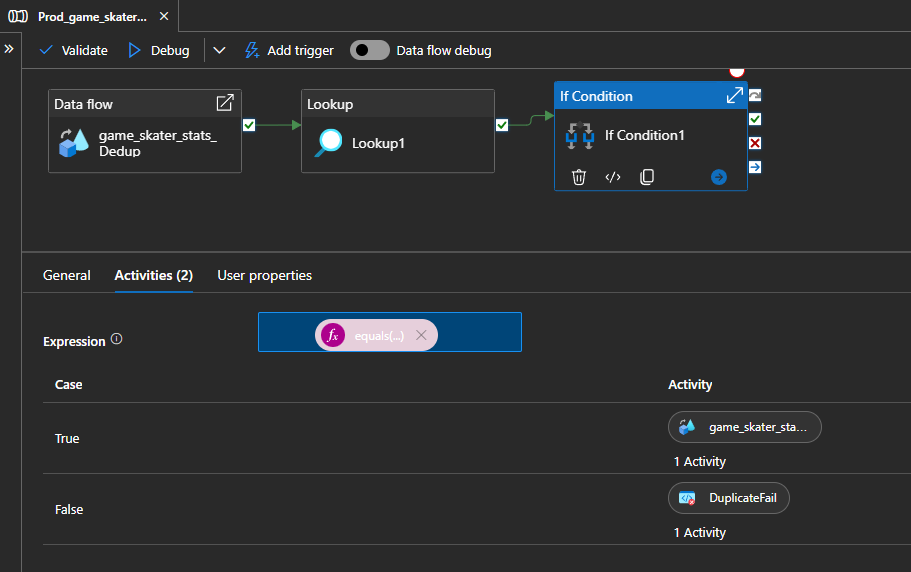 Prod_game_skater...
Validate Debug Add trigger Data flow debug
Data flow
game_skater_stats_
Dedup
Lookup
Lookup1
If Condition
If Condition1
General Activities (2) User properties
Expression
fx equals(...)
Case Activity
True
game_skater_sta...
1 Activity
False
DuplicateFail
1 Activity